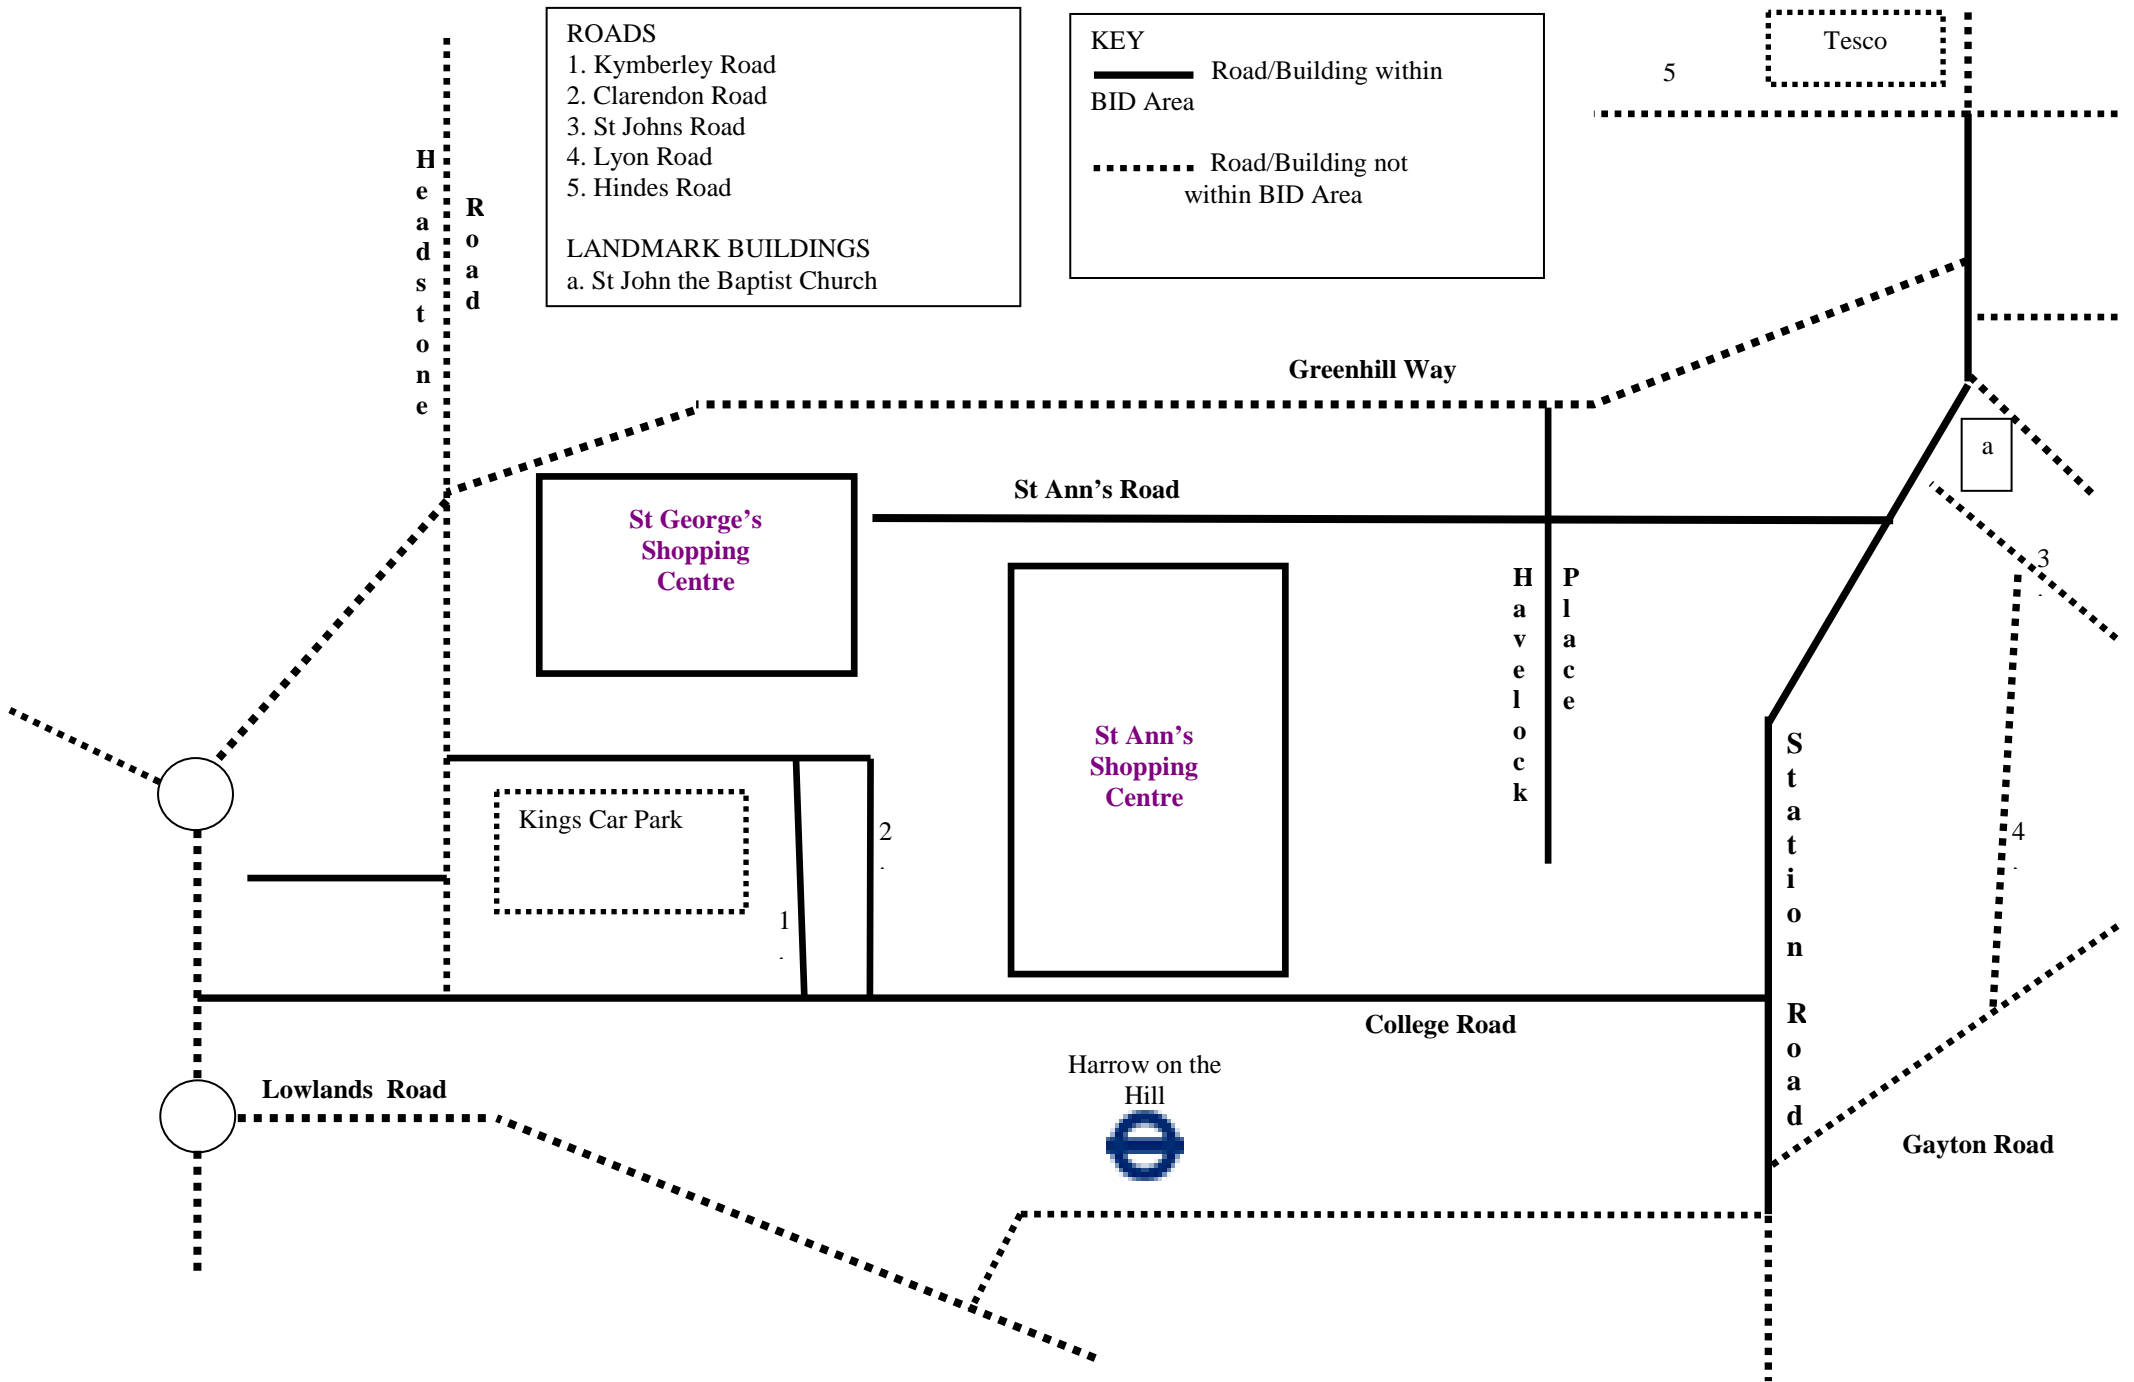 ROADS
1. Kymberley Road
2. Clarendon Road
3. St Johns Road
4. Lyon Road
5. Hindes Road
LANDMARK BUILDINGS
a. St John the Baptist Church
KEY
Road/Building within
BID Area
Road/Building not
within BID Area
Tesco
5
Headstone
Road
Greenhill Way
a
St Ann’s Road
St George’s
Shopping
Centre
3.
Havelock
Place
St Ann’s
Shopping
Centre
Station Road
Kings Car Park
2.
4.
1.
College Road
Harrow on the
Hill
Lowlands Road
Gayton Road